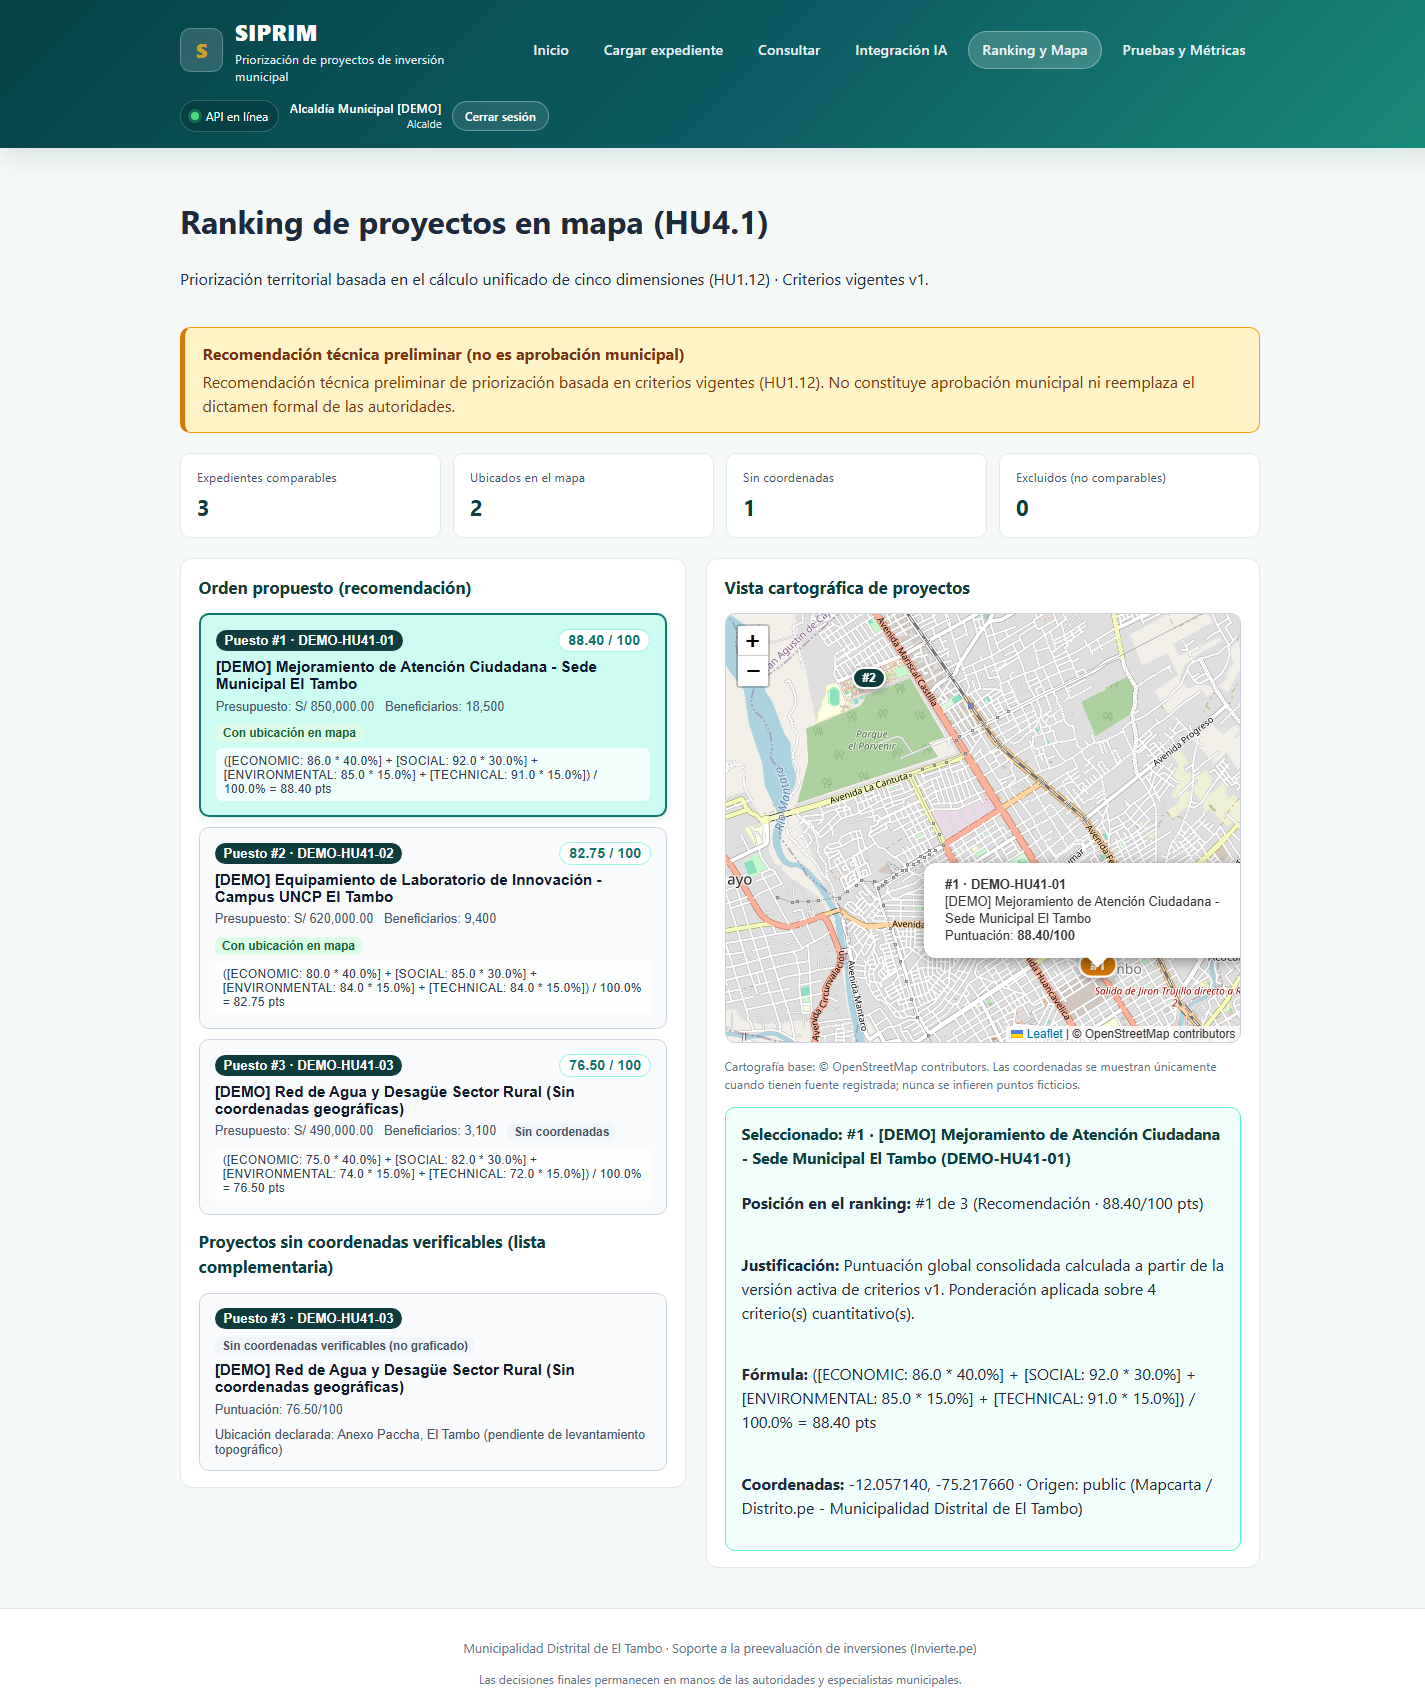 S
SIPRIM
Priorización de proyectos de inversión
municipal
Inicio
Cargar expediente
Consultar
Integración IA
Ranking y Mapa
Pruebas y Métricas
API en línea
Alcaldía Municipal [DEMO]
Alcalde
Cerrar sesión
Ranking de proyectos en mapa (HU4.1)
Priorización territorial basada en el cálculo unificado de cinco dimensiones (HU1.12) · Criterios vigentes v1.
Recomendación técnica preliminar (no es aprobación municipal)
Recomendación técnica preliminar de priorización basada en criterios vigentes (HU1.12). No constituye aprobación municipal ni reemplaza el
dictamen formal de las autoridades.
Expedientes comparables
3
Ubicados en el mapa
2
Sin coordenadas
1
Excluidos (no comparables)
0
Orden propuesto (recomendación)
Puesto #1 · DEMO-HU41-01
88.40 / 100
[DEMO] Mejoramiento de Atención Ciudadana - Sede
Municipal El Tambo
Presupuesto: S/ 850,000.00 Beneficiarios: 18,500
Con ubicación en mapa
([ECONOMIC: 86.0 * 40.0%] + [SOCIAL: 92.0 * 30.0%] +
[ENVIRONMENTAL: 85.0 * 15.0%] + [TECHNICAL: 91.0 * 15.0%]) /
100.0% = 88.40 pts
Puesto #2 · DEMO-HU41-02
82.75 / 100
[DEMO] Equipamiento de Laboratorio de Innovación -
Campus UNCP El Tambo
Presupuesto: S/ 620,000.00 Beneficiarios: 9,400
Con ubicación en mapa
([ECONOMIC: 80.0 * 40.0%] + [SOCIAL: 85.0 * 30.0%] +
[ENVIRONMENTAL: 84.0 * 15.0%] + [TECHNICAL: 84.0 * 15.0%]) / 100.0%
= 82.75 pts
Puesto #3 · DEMO-HU41-03
76.50 / 100
[DEMO] Red de Agua y Desagüe Sector Rural (Sin
coordenadas geográficas)
Presupuesto: S/ 490,000.00 Beneficiarios: 3,100 Sin coordenadas
([ECONOMIC: 75.0 * 40.0%] + [SOCIAL: 82.0 * 30.0%] +
[ENVIRONMENTAL: 74.0 * 15.0%] + [TECHNICAL: 72.0 * 15.0%]) / 100.0%
= 76.50 pts
Proyectos sin coordenadas verificables (lista
complementaria)
Puesto #3 · DEMO-HU41-03
Sin coordenadas verificables (no graficado)
[DEMO] Red de Agua y Desagüe Sector Rural (Sin
coordenadas geográficas)
Puntuación: 76.50/100
Ubicación declarada: Anexo Paccha, El Tambo (pendiente de levantamiento
topográfico)
Vista cartográfica de proyectos
+
−
an Agustín de Ca
Avenida Mariscal Castilla
#2
Parque
el Porvenir
Avenida Progreso
Avenida La Cantuta
Río Mantaro
ayo
Avenida
#1 · DEMO-HU41-01
[DEMO] Mejoramiento de Atención Ciudadana -
Sede Municipal El Tambo
Puntuación: 88.40/100
nbo
Avenida Circunvalación
Avenida Mantaro
Huancavelica
Salida de Jiron Trujillo directo a R
2
Leaflet | © OpenStreetMap contributors
Cartografía base: © OpenStreetMap contributors. Las coordenadas se muestran únicamente
cuando tienen fuente registrada; nunca se infieren puntos ficticios.
Seleccionado: #1 · [DEMO] Mejoramiento de Atención Ciudadana
- Sede Municipal El Tambo (DEMO-HU41-01)
Posición en el ranking: #1 de 3 (Recomendación · 88.40/100 pts)
Justificación: Puntuación global consolidada calculada a partir de la
versión activa de criterios v1. Ponderación aplicada sobre 4
criterio(s) cuantitativo(s).
Fórmula: ([ECONOMIC: 86.0 * 40.0%] + [SOCIAL: 92.0 * 30.0%] +
[ENVIRONMENTAL: 85.0 * 15.0%] + [TECHNICAL: 91.0 * 15.0%]) /
100.0% = 88.40 pts
Coordenadas: -12.057140, -75.217660 · Origen: public (Mapcarta /
Distrito.pe - Municipalidad Distrital de El Tambo)
Municipalidad Distrital de El Tambo · Soporte a la preevaluación de inversiones (Invierte.pe)
Las decisiones finales permanecen en manos de las autoridades y especialistas municipales.